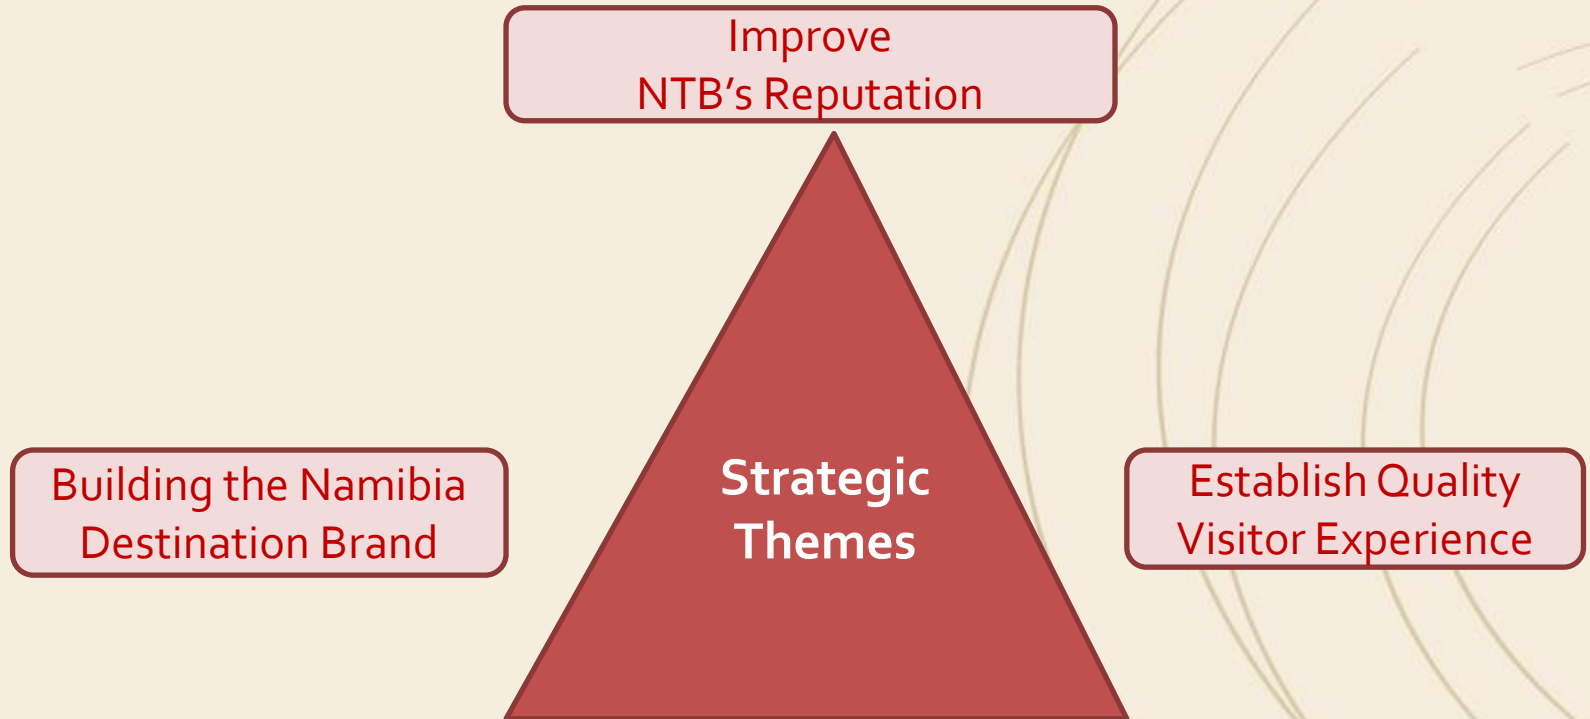 Improve
NTB’s Reputation
Building the Namibia
Destination Brand
Strategic
Themes
Establish Quality
Visitor Experience